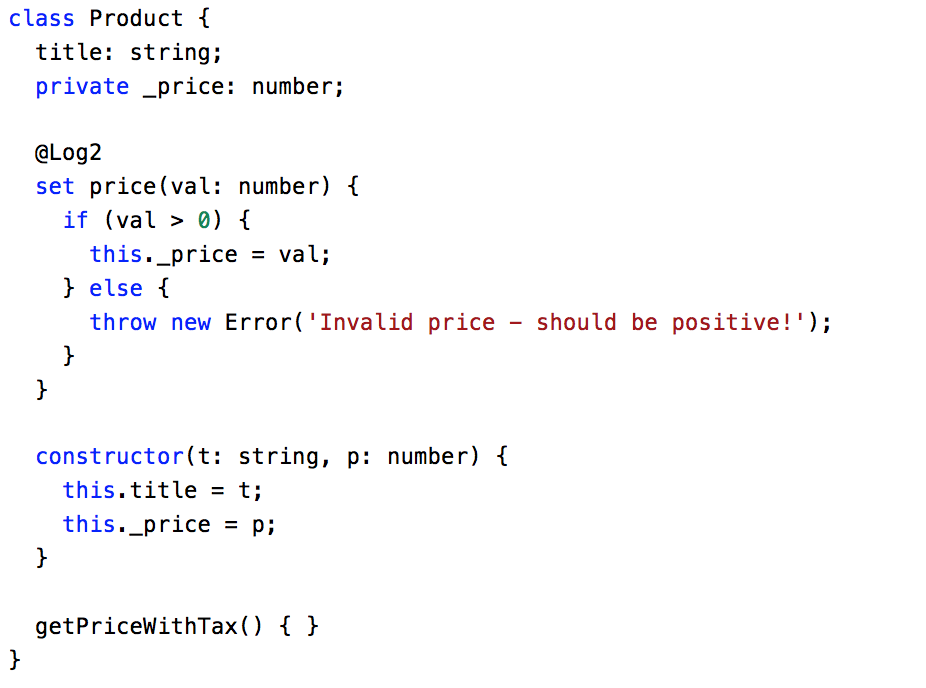 class Product {
  title: string;
  private _price: number;

  @Log2
  set price(val: number) {
    if (val > 0) {
      this._price = val;
    } else {
      throw new Error('Invalid price – should be positive!');
    }
  }

  constructor(t: string, p: number) {
    this.title = t;
    this._price = p;
  }

  getPriceWithTax() { }
}